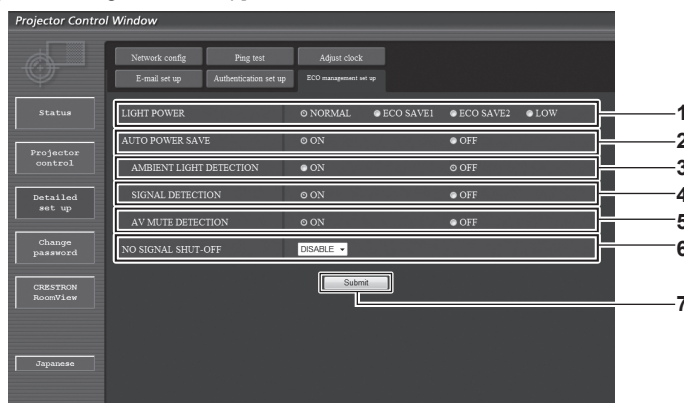 Projector Control Window
Network config Ping test Adjust clock
E-mail set up Authentication set up ECO management set up
Status
Projector control
Detailed set up
Change password
CRESTRON RoomView
Japanese
LIGHT POWER NORMAL ECO SAVE1 ECO SAVE2 LOW 1
AUTO POWER SAVE ON OFF 2
AMBIENT LIGHT DETECTION ON OFF 3
SIGNAL DETECTION ON OFF 4
AV MUTE DETECTION ON OFF 5
NO SIGNAL SHUT-OFF DISABLE 6
Submit 7